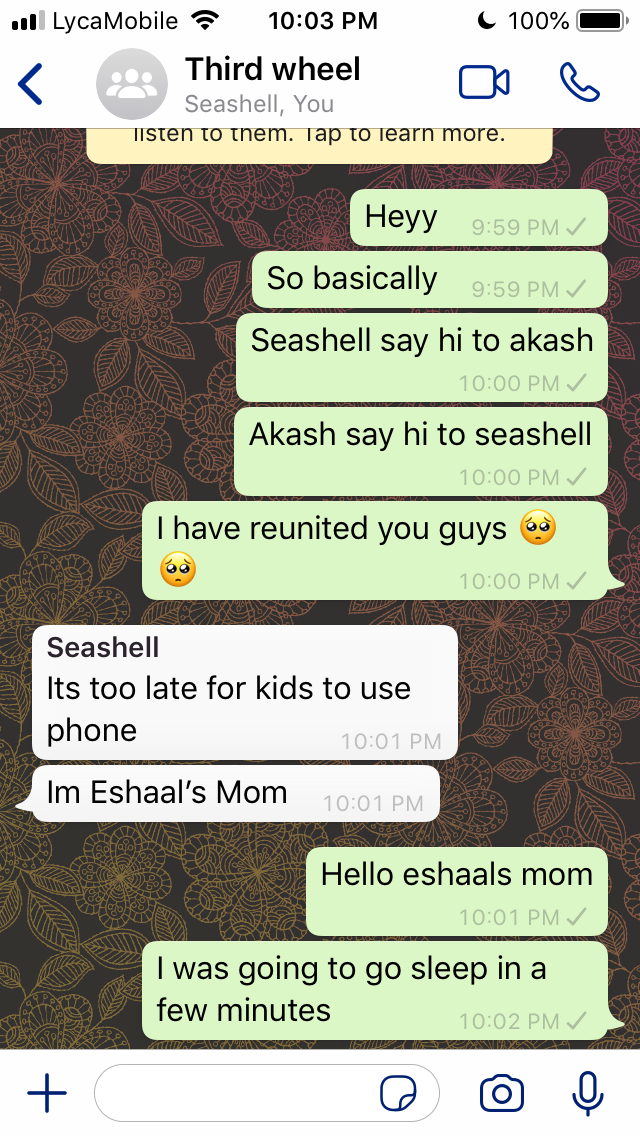 LycaMobile 10:03 PM 100%
Third wheel
Seashell, You
listen to them. Tap to learn more.
Heyy 9:59 PM
So basically 9:59 PM
Seashell say hi to akash
10:00 PM
Akash say hi to seashell
10:00 PM
I have reunited you guys 🥺
🥺 10:00 PM
Seashell
Its too late for kids to use
phone 10:01 PM
Im Eshaal’s Mom 10:01 PM
Hello eshaals mom
10:01 PM
I was going to go sleep in a
few minutes 10:02 PM